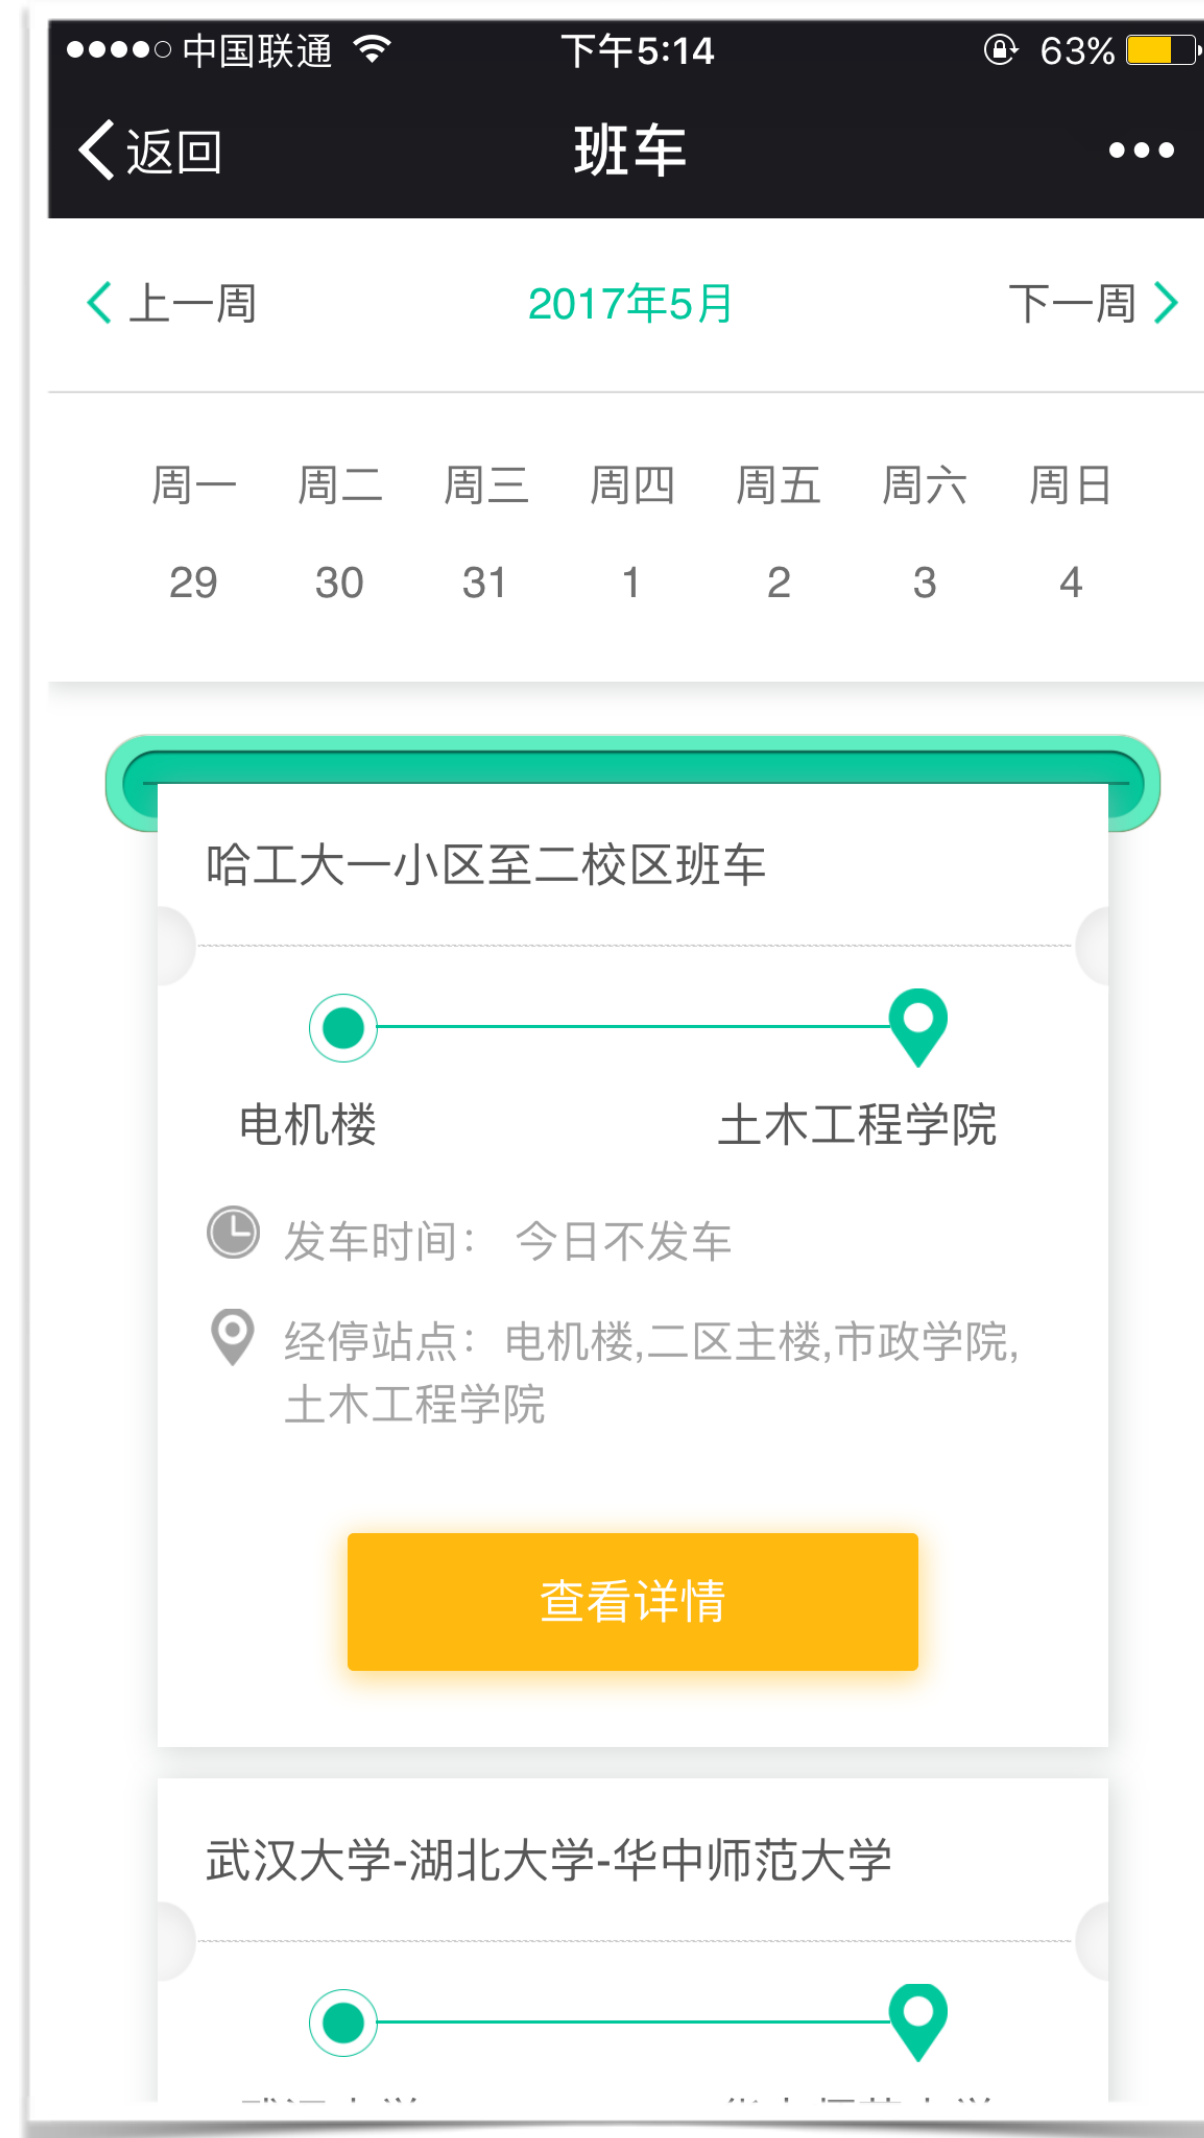 中国联通 下午5:14 63%
返回 班车
上一周 2017年5月 下一周
周一 周二 周三 周四 周五 周六 周日
29 30 31 1 2 3 4
哈工大一小区至二校区班车
电机楼 土木工程学院
发车时间： 今日不发车
经停站点：电机楼,二区主楼,市政学院,
土木工程学院
查看详情
武汉大学-湖北大学-华中师范大学